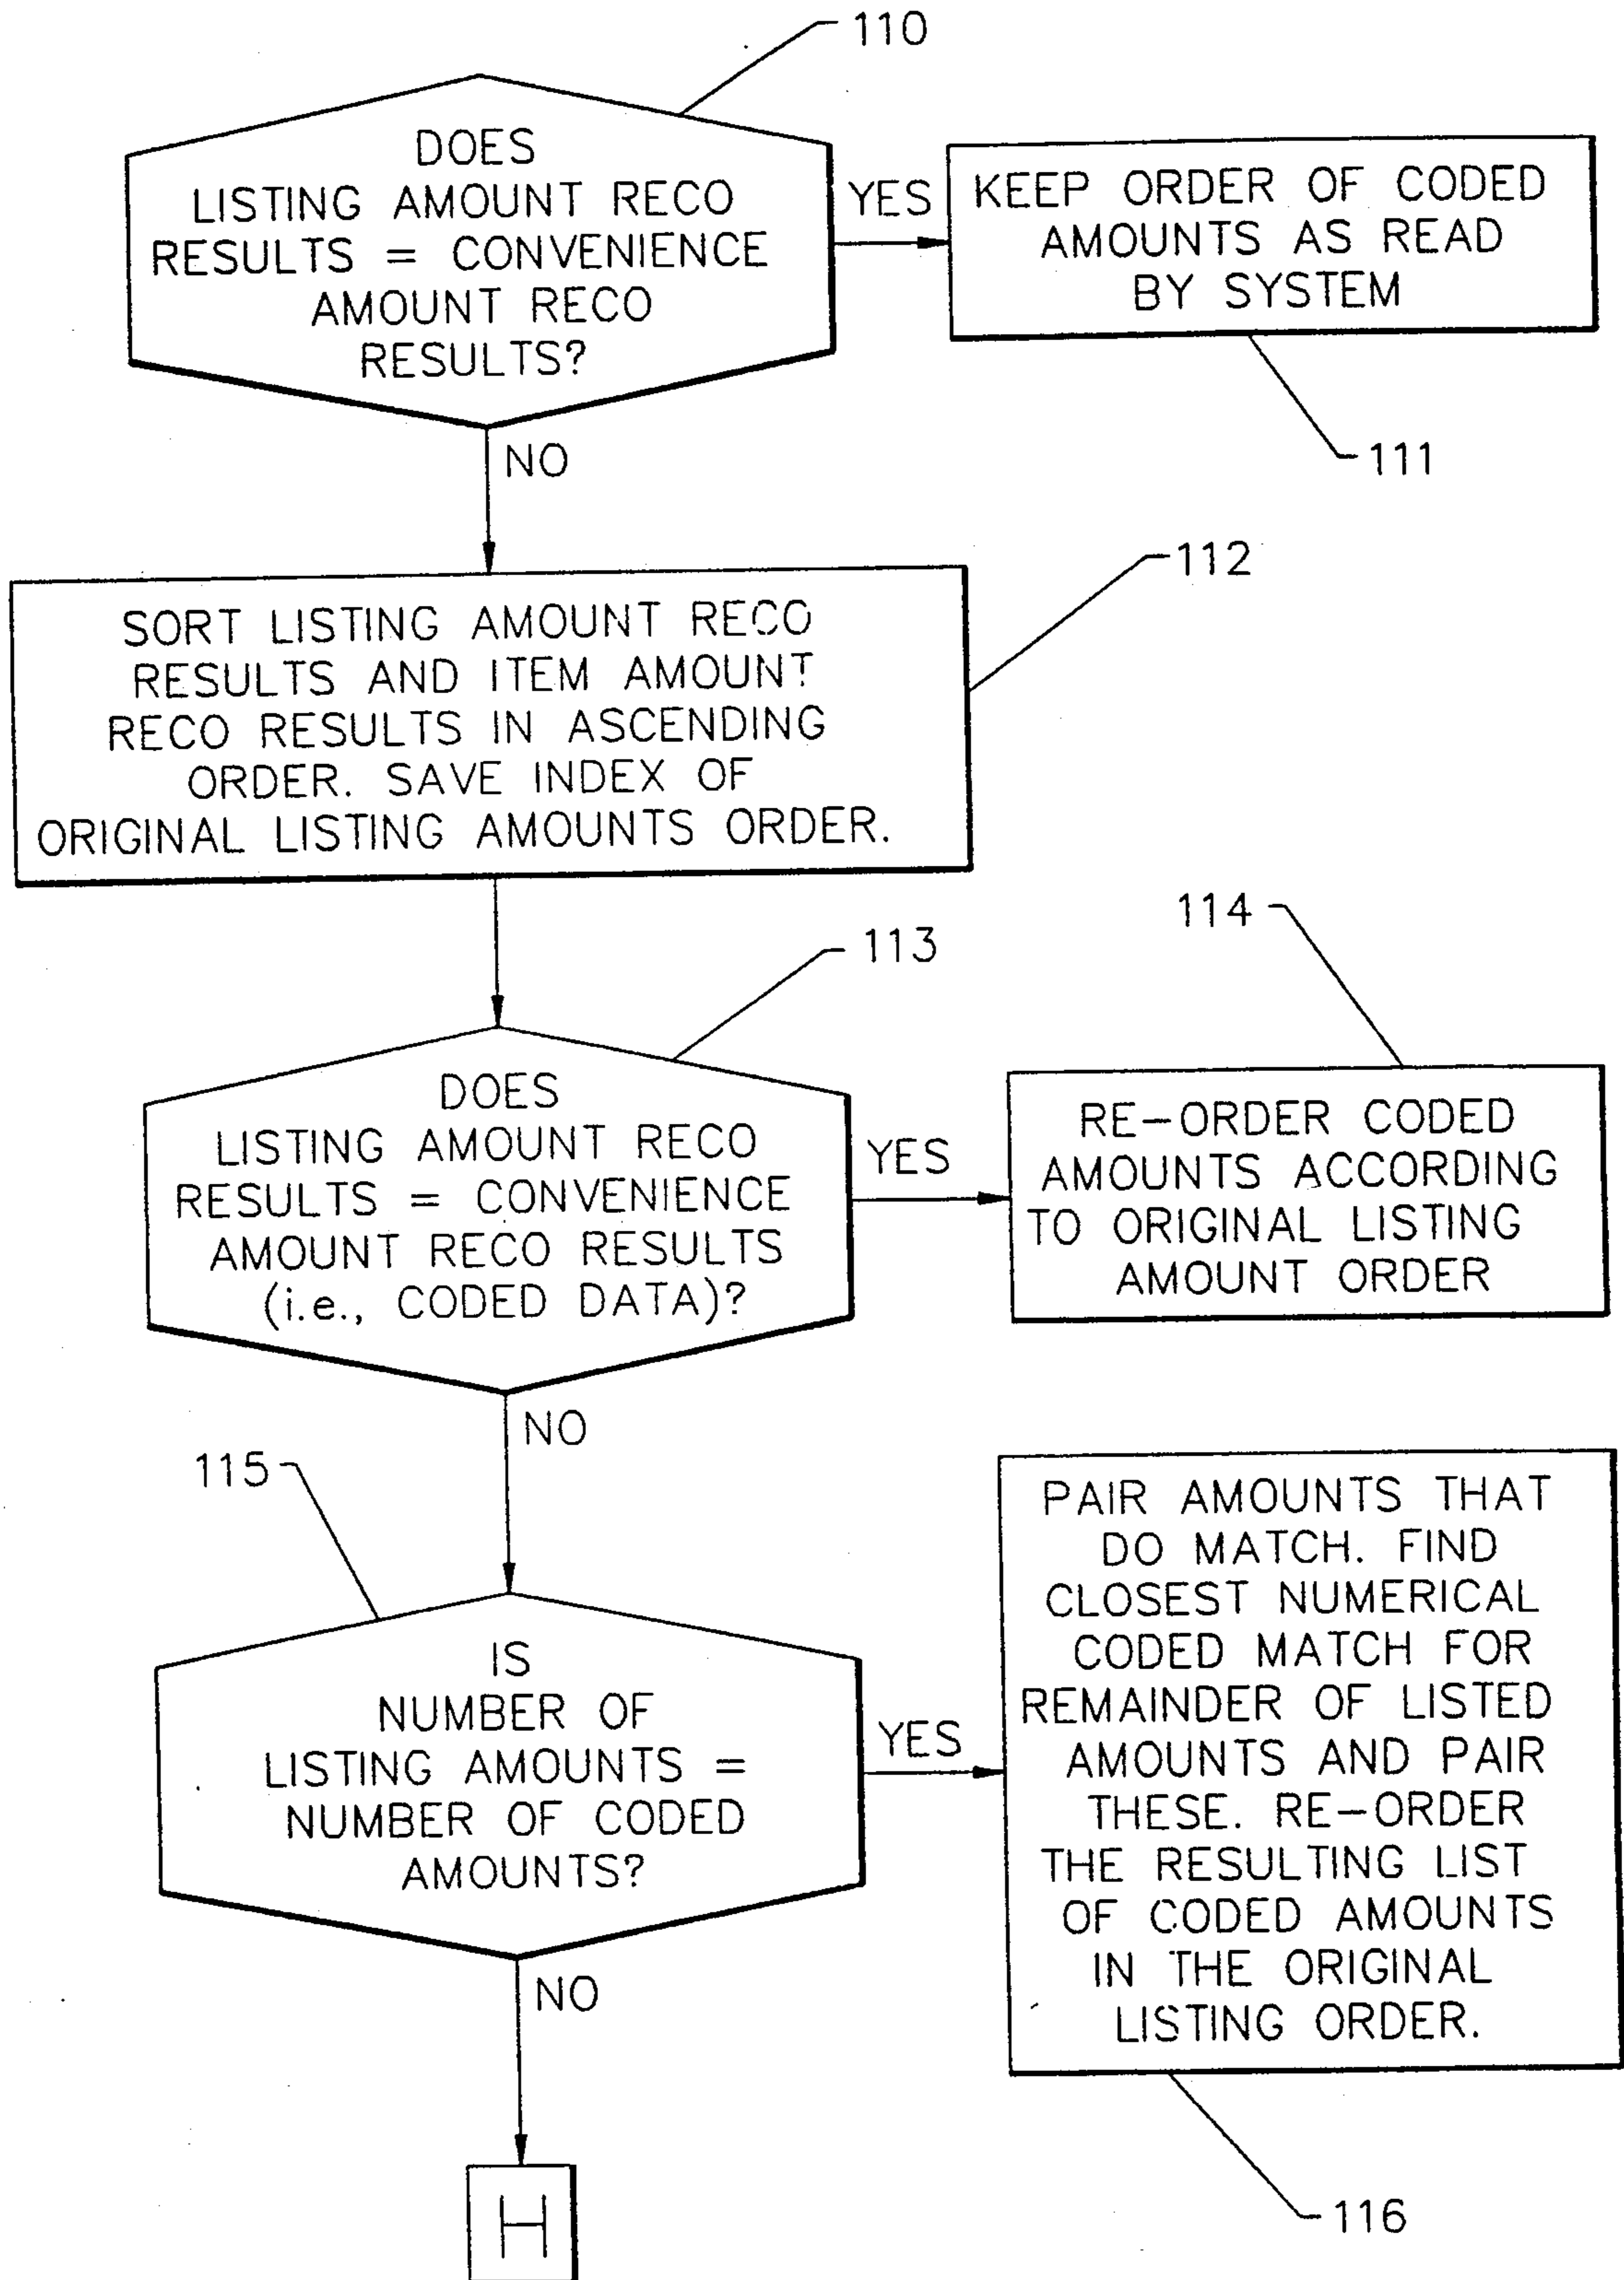 110
DOES
LISTING AMOUNT RECO
RESULTS = CONVENIENCE
AMOUNT RECO
RESULTS?
YES
KEEP ORDER OF CODED
AMOUNTS AS READ
BY SYSTEM
111
NO
112
SORT LISTING AMOUNT RECO
RESULTS AND ITEM AMOUNT
RECO RESULTS IN ASCENDING
ORDER. SAVE INDEX OF
ORIGINAL LISTING AMOUNTS ORDER.
113
DOES
LISTING AMOUNT RECO
RESULTS = CONVENIENCE
AMOUNT RECO RESULTS
(i.e., CODED DATA)?
YES
114
RE-ORDER CODED
AMOUNTS ACCORDING
TO ORIGINAL LISTING
AMOUNT ORDER
NO
115
IS
NUMBER OF
LISTING AMOUNTS =
NUMBER OF CODED
AMOUNTS?
YES
PAIR AMOUNTS THAT
DO MATCH. FIND
CLOSEST NUMERICAL
CODED MATCH FOR
REMAINDER OF LISTED
AMOUNTS AND PAIR
THESE. RE-ORDER
THE RESULTING LIST
OF CODED AMOUNTS
IN THE ORIGINAL
LISTING ORDER.
116
NO
H